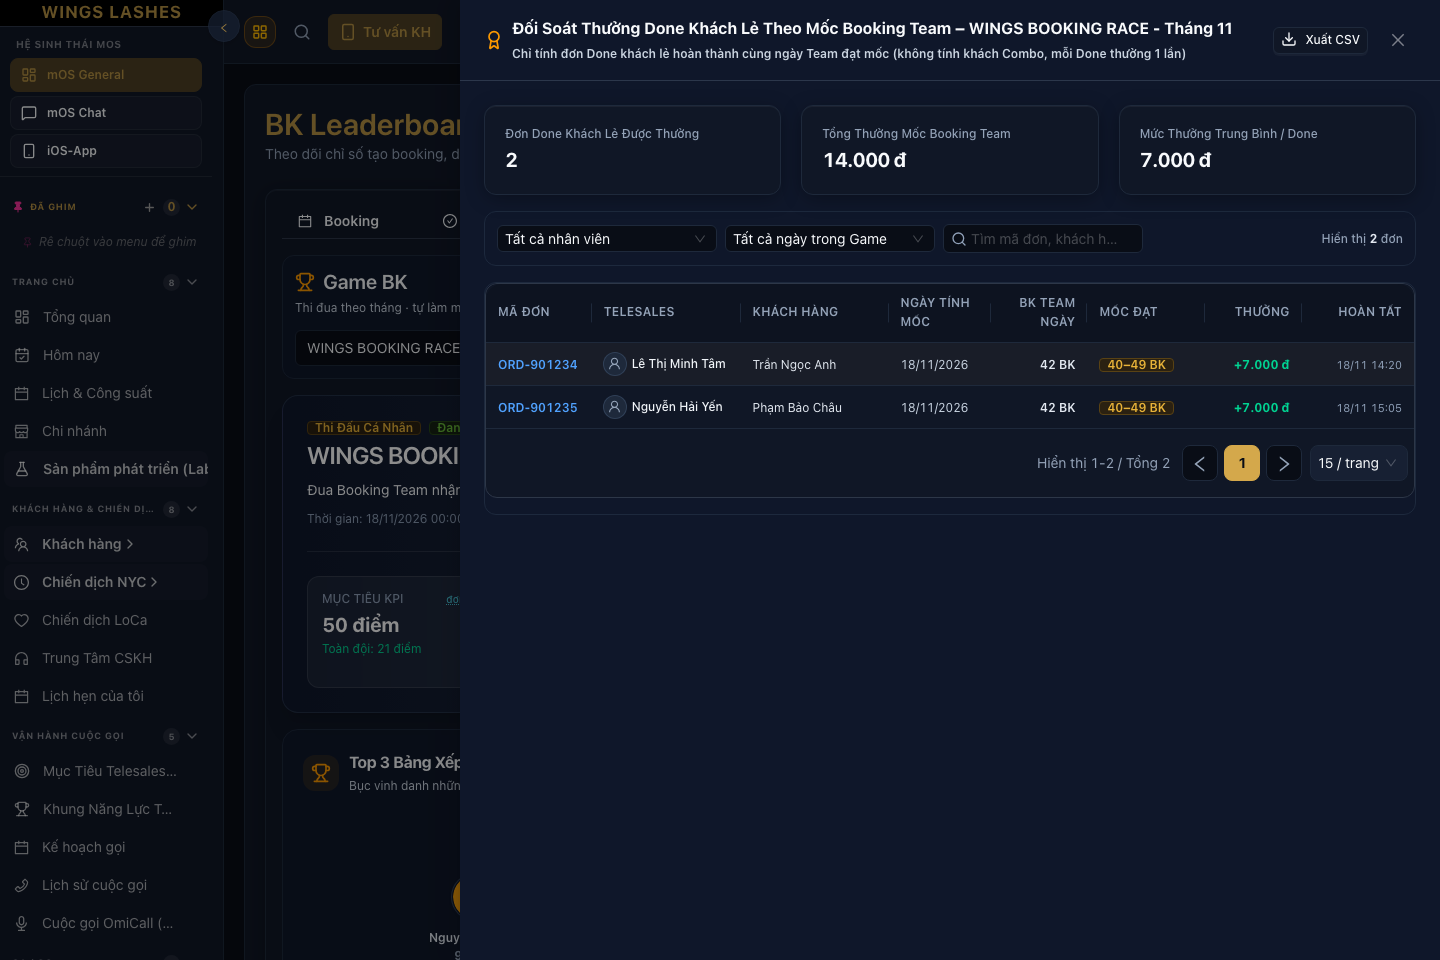 WINGS LASHES
HỆ SINH THÁI MOS
mOS General
mOS Chat
iOS-App
ĐÃ GHIM
0
Rê chuột vào menu để ghim
TRANG CHỦ
8
Tổng quan
Hôm nay
Lịch & Công suất
Chi nhánh
Sản phẩm phát triển (Lab
KHÁCH HÀNG & CHIẾN DỊ...
8
Khách hàng
Chiến dịch NYC
Chiến dịch LoCa
Trung Tâm CSKH
Lịch hẹn của tôi
VẬN HÀNH CUỘC GỌI
5
Mục Tiêu Telesales...
Khung Năng Lực T...
Kế hoạch gọi
Lịch sử cuộc gọi
Cuộc gọi OmiCall (...
Tư vấn KH
BK Leaderboar
Theo dõi chỉ số tạo booking, d
Booking
Game BK
Thi đua theo tháng · tự làm m
WINGS BOOKING RACE
Thi Đấu Cá Nhân
Đan
WINGS BOOKI
Đua Booking Team nhận
Thời gian: 18/11/2026 00:00
MỤC TIÊU KPI
đơ
50 điểm
Toàn đội: 21 điểm
Top 3 Bảng Xếp
Bục vinh danh nhữn
Nguy
9
Đối Soát Thưởng Done Khách Lẻ Theo Mốc Booking Team – WINGS BOOKING RACE - Tháng 11
Chỉ tính đơn Done khách lẻ hoàn thành cùng ngày Team đạt mốc (không tính khách Combo, mỗi Done thưởng 1 lần)
Xuất CSV
Đơn Done Khách Lẻ Được Thưởng
2
Tổng Thưởng Mốc Booking Team
14.000 đ
Mức Thưởng Trung Bình / Done
7.000 đ
Tất cả nhân viên
Tất cả ngày trong Game
Tìm mã đơn, khách h...
Hiển thị 2 đơn
MÃ ĐƠN TELESALES KHÁCH HÀNG NGÀY TÍNH MỐC BK TEAM NGÀY MỐC ĐẠT THƯỞNG HOÀN TẤT
ORD-901234 Lê Thị Minh Tâm Trần Ngọc Anh 18/11/2026 42 BK 40–49 BK +7.000 đ 18/11 14:20
ORD-901235 Nguyễn Hải Yến Phạm Bảo Châu 18/11/2026 42 BK 40–49 BK +7.000 đ 18/11 15:05
Hiển thị 1-2 / Tổng 2
1
15 / trang